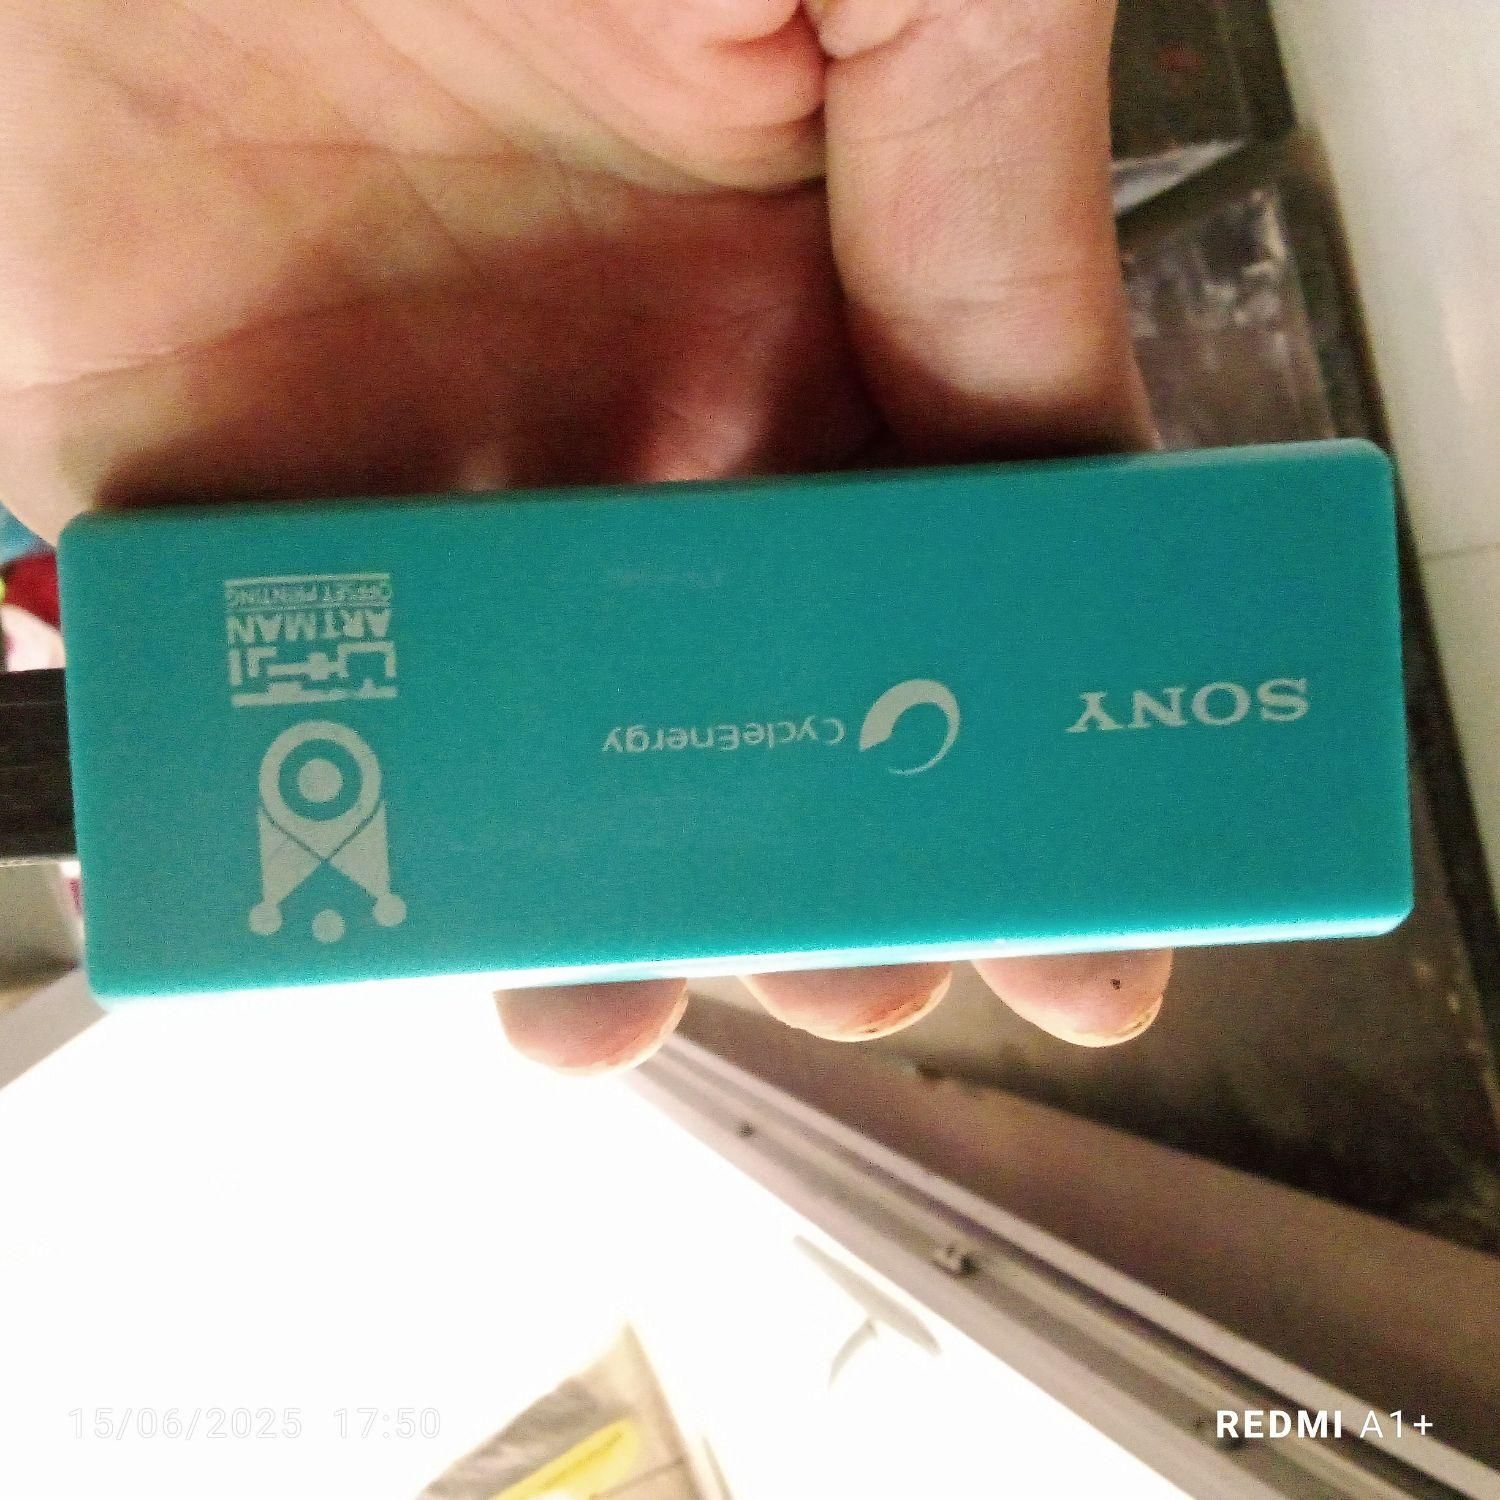 SONY
CycleEnergy
ARTMAN
OFFSET PRINTING
15/06/2025 17:50
REDMI A1+